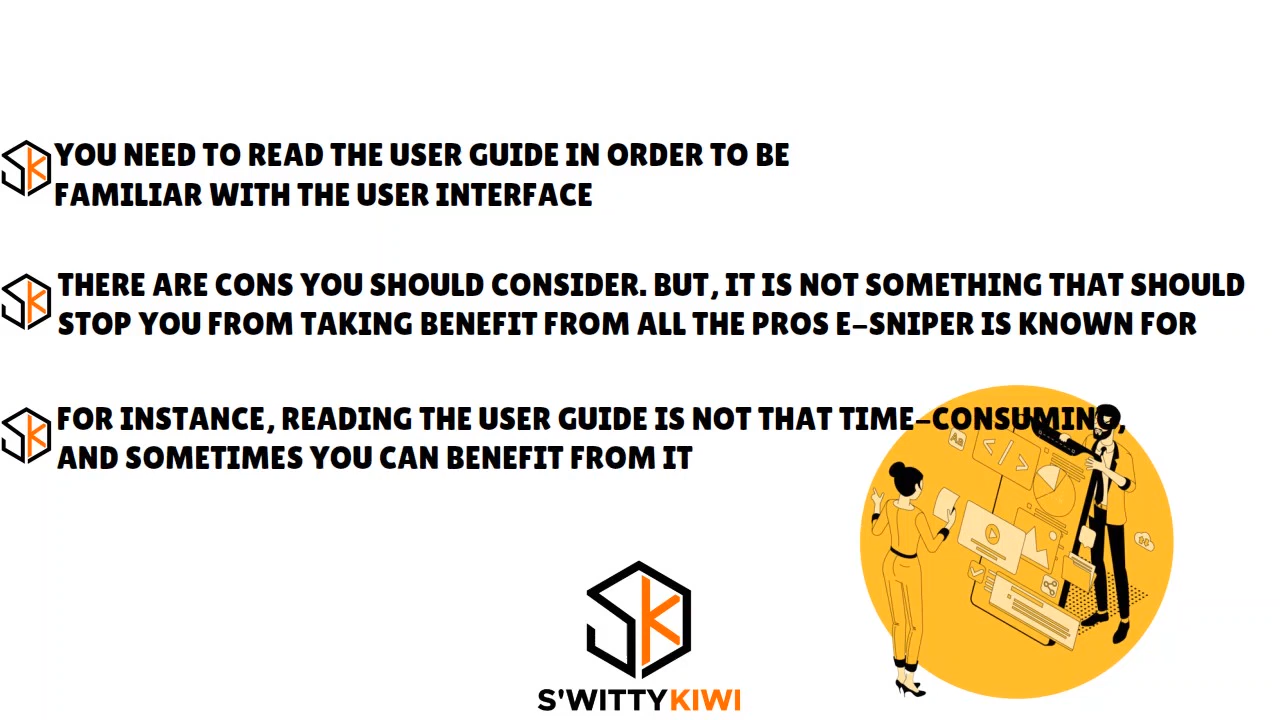 YOU NEED TO READ THE USER GUIDE IN ORDER TO BE
FAMILIAR WITH THE USER INTERFACE
THERE ARE CONS YOU SHOULD CONSIDER. BUT, IT IS NOT SOMETHING THAT SHOULD
STOP YOU FROM TAKING BENEFIT FROM ALL THE PROS E-SNIPER IS KNOWN FOR
FOR INSTANCE, READING THE USER GUIDE IS NOT THAT TIME-CONSUMING,
AND SOMETIMES YOU CAN BENEFIT FROM IT
Aa
</>
SK
S'WITTYKIWI